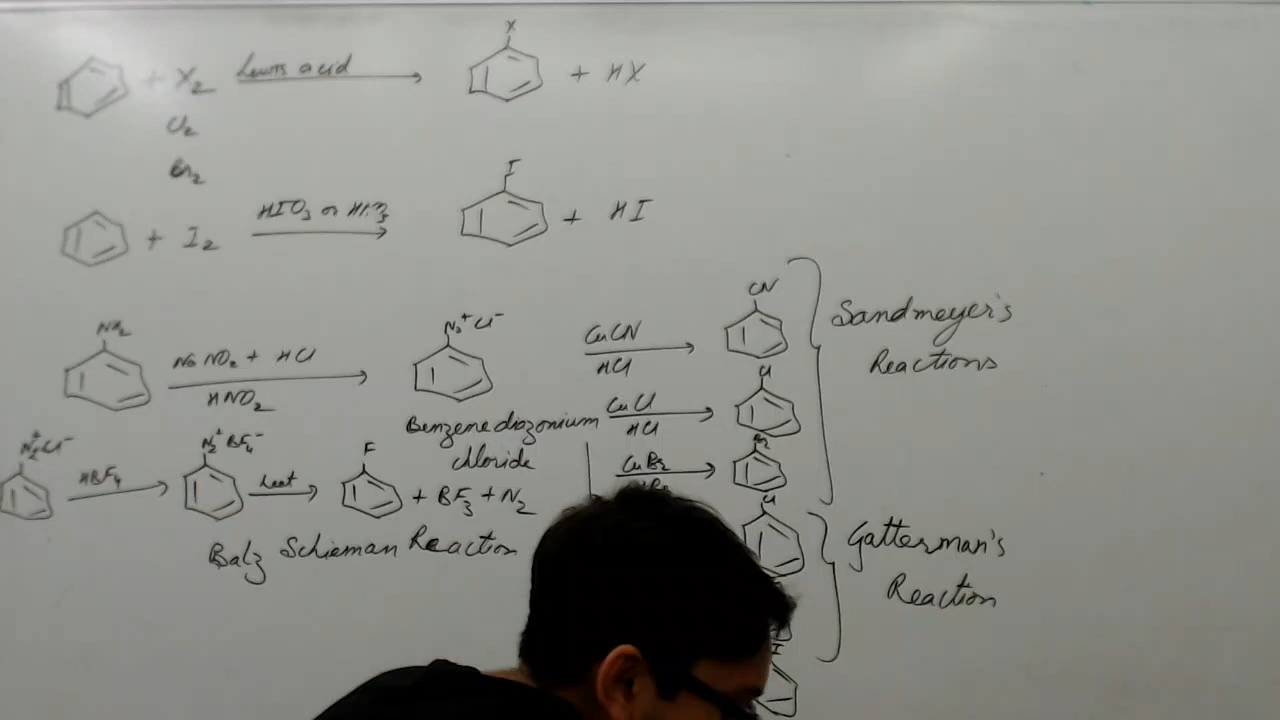 X
+ X₂ Lewis acid + HX
Cl₂
Br₂
I
+ I₂ HIO₃ or HNO₃ + HI
NH₂ NaNO₂ + HCl N₂⁺Cl⁻ CuCN CN
HNO₂ HCl
Sandmeyer's
Reactions
Benzenediazonium
chloride
CuCl Cl
HCl
CuBr₂ Br
N₂⁺Cl⁻ HBF₄ N₂⁺BF₄⁻ heat F + BF₃ + N₂
Balz Schieman Reaction
Cl
Gatterman's
Reaction
I